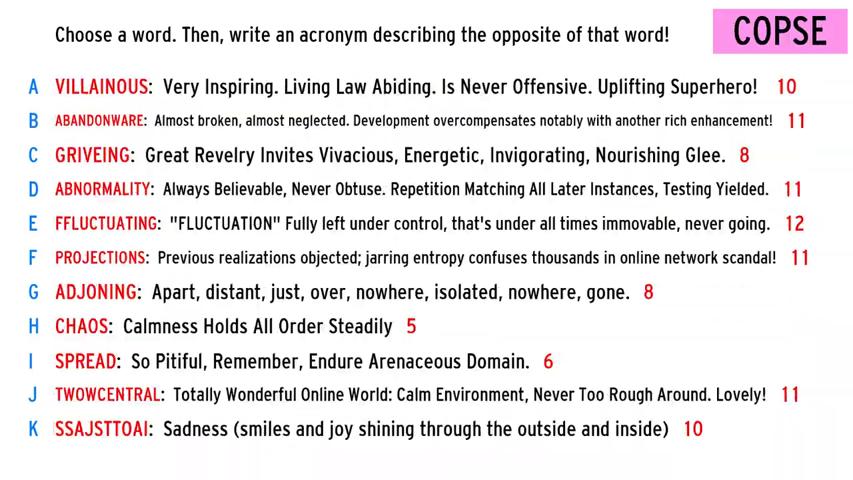 Choose a word. Then, write an acronym describing the opposite of that word!
COPSE
A VILLAINOUS: Very Inspiring. Living Law Abiding. Is Never Offensive. Uplifting Superhero! 10
B ABANDONWARE: Almost broken, almost neglected. Development overcompensates notably with another rich enhancement! 11
C GRIVEING: Great Revelry Invites Vivacious, Energetic, Invigorating, Nourishing Glee. 8
D ABNORMALITY: Always Believable, Never Obtuse. Repetition Matching All Later Instances, Testing Yielded. 11
E FFLUCTUATING: "FLUCTUATION" Fully left under control, that's under all times immovable, never going. 12
F PROJECTIONS: Previous realizations objected; jarring entropy confuses thousands in online network scandal! 11
G ADJONING: Apart, distant, just, over, nowhere, isolated, nowhere, gone. 8
H CHAOS: Calmness Holds All Order Steadily 5
I SPREAD: So Pitiful, Remember, Endure Arenaceous Domain. 6
J TWOWCENTRAL: Totally Wonderful Online World: Calm Environment, Never Too Rough Around. Lovely! 11
K SSAJSTTOAI: Sadness (smiles and joy shining through the outside and inside) 10